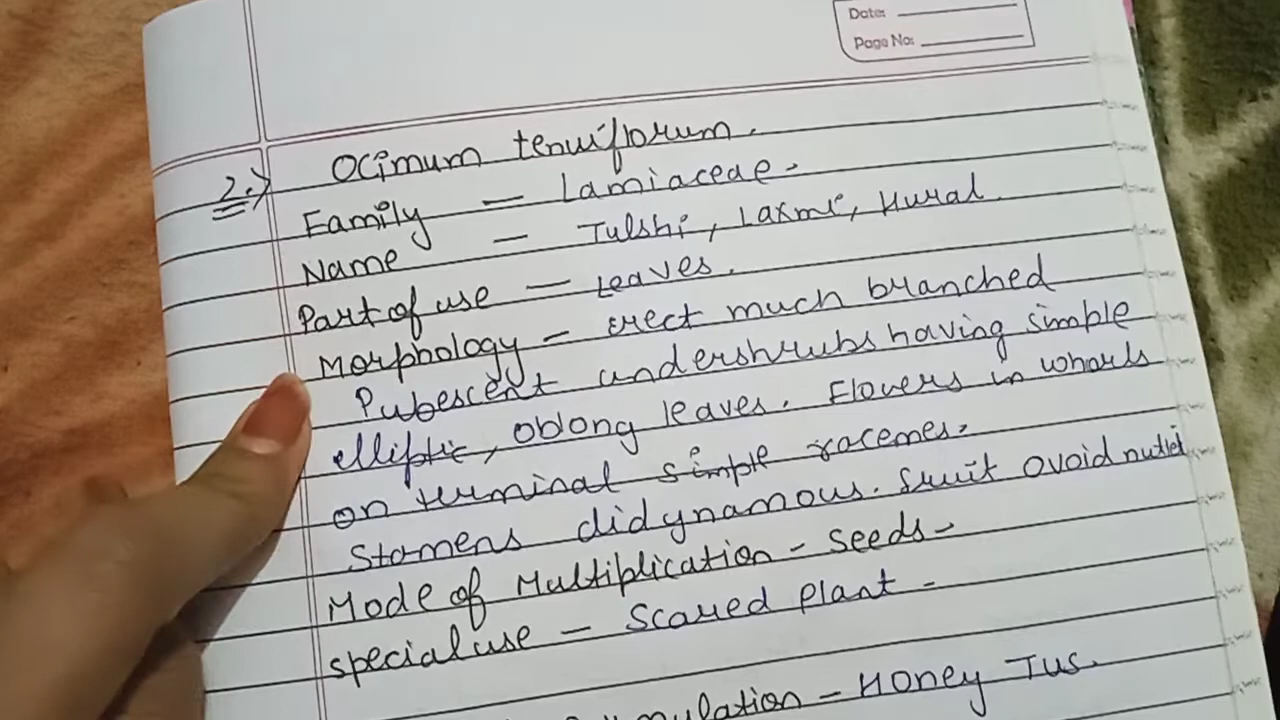 Date:
Page No:
2.) Ocimum tenuiflorum.
Family - Lamiaceae.
Name - Tulshi, Laxmi, Hural.
Part of use - Leaves.
Morphology - erect much branched
Pubescent undershrubs having simple
elliptic, oblong leaves. Flowers in whorls
on terminal simple racemes.
Stamens didynamous. fruit ovoid nutlet
Mode of Multiplication - Seeds-
special use - Scared plant -
- Honey Tus.